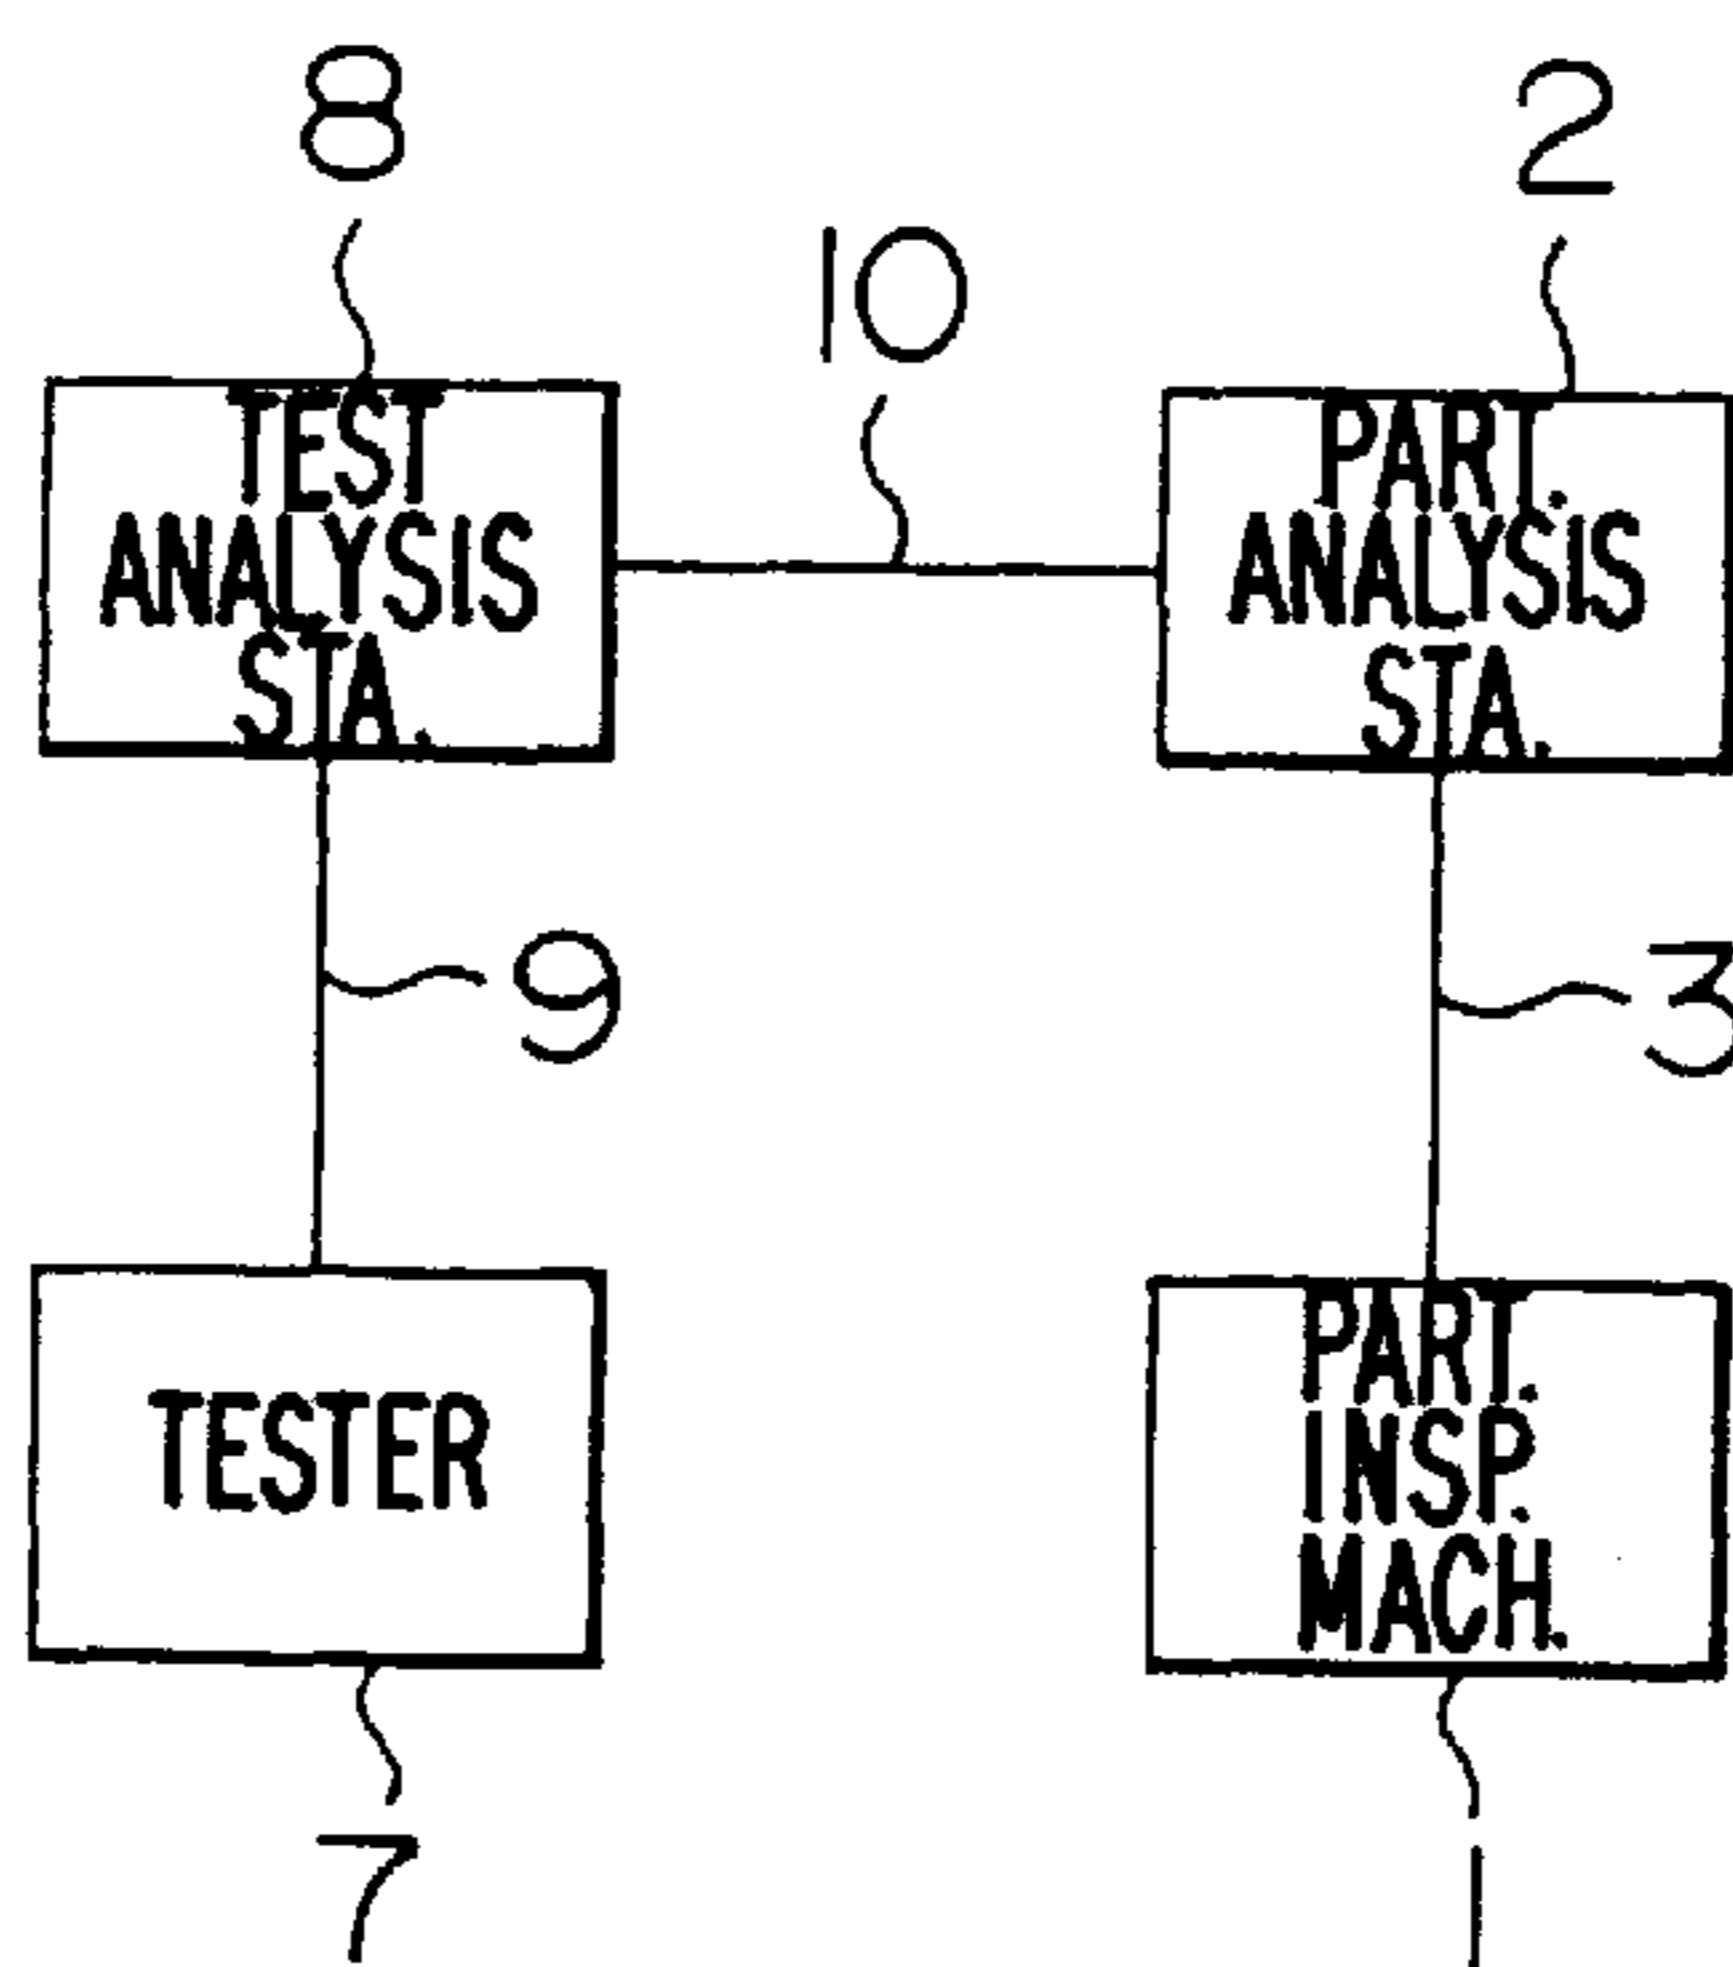 8
2
10
TEST
ANALYSIS
STA.
PART.
ANALYSIS
STA.
9
3
TESTER
PART.
INSP.
MACH.
7
1